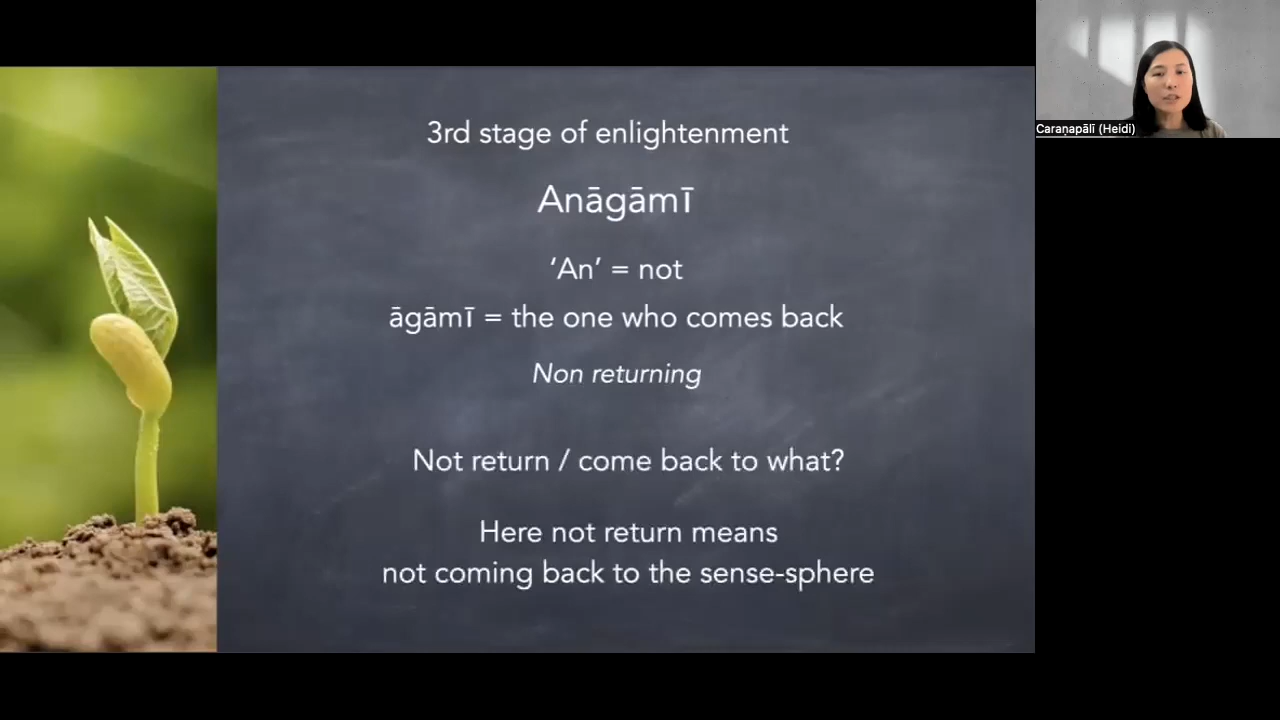 3rd stage of enlightenment
Anāgāmī
‘An’ = not
āgāmī = the one who comes back
Non returning
Not return / come back to what?
Here not return means
not coming back to the sense-sphere
Caraṇapālī (Heidi)